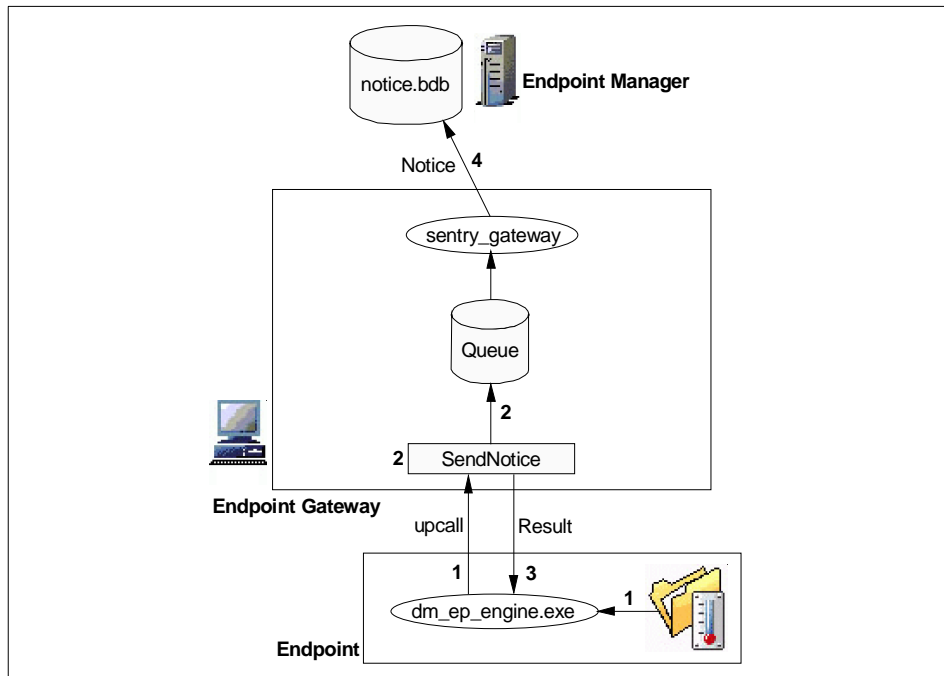 notice.bdb
Endpoint Manager
Notice 4
sentry_gateway
Queue
2
2 SendNotice
Endpoint Gateway
upcall Result
1 3 1
dm_ep_engine.exe
Endpoint